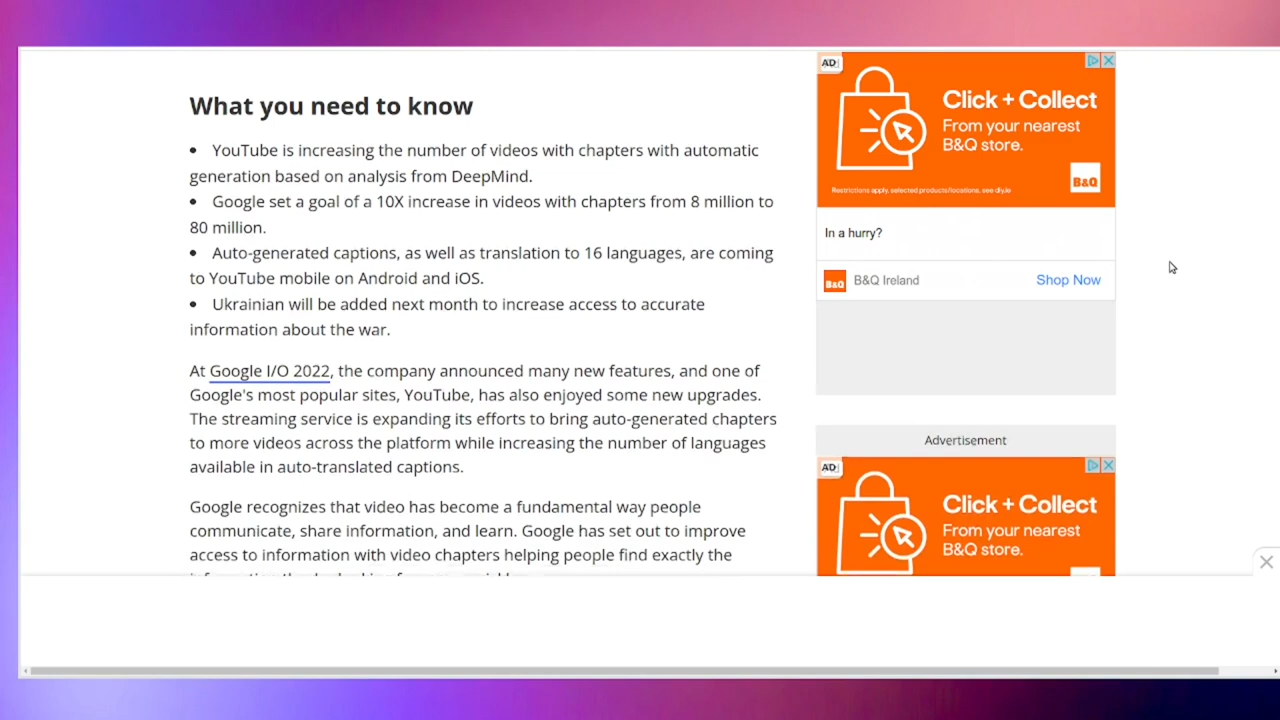 What you need to know
• YouTube is increasing the number of videos with chapters with automatic
generation based on analysis from DeepMind.
• Google set a goal of a 10X increase in videos with chapters from 8 million to
80 million.
• Auto-generated captions, as well as translation to 16 languages, are coming
to YouTube mobile on Android and iOS.
• Ukrainian will be added next month to increase access to accurate
information about the war.
At Google I/O 2022, the company announced many new features, and one of
Google's most popular sites, YouTube, has also enjoyed some new upgrades.
The streaming service is expanding its efforts to bring auto-generated chapters
to more videos across the platform while increasing the number of languages
available in auto-translated captions.
Google recognizes that video has become a fundamental way people
communicate, share information, and learn. Google has set out to improve
access to information with video chapters helping people find exactly the
AD
Click + Collect
From your nearest
B&Q store.
Restrictions apply, selected products/locations, see diy.io
B&Q
In a hurry?
B&Q
B&Q Ireland
Shop Now
Advertisement
AD
Click + Collect
From your nearest
B&Q store.